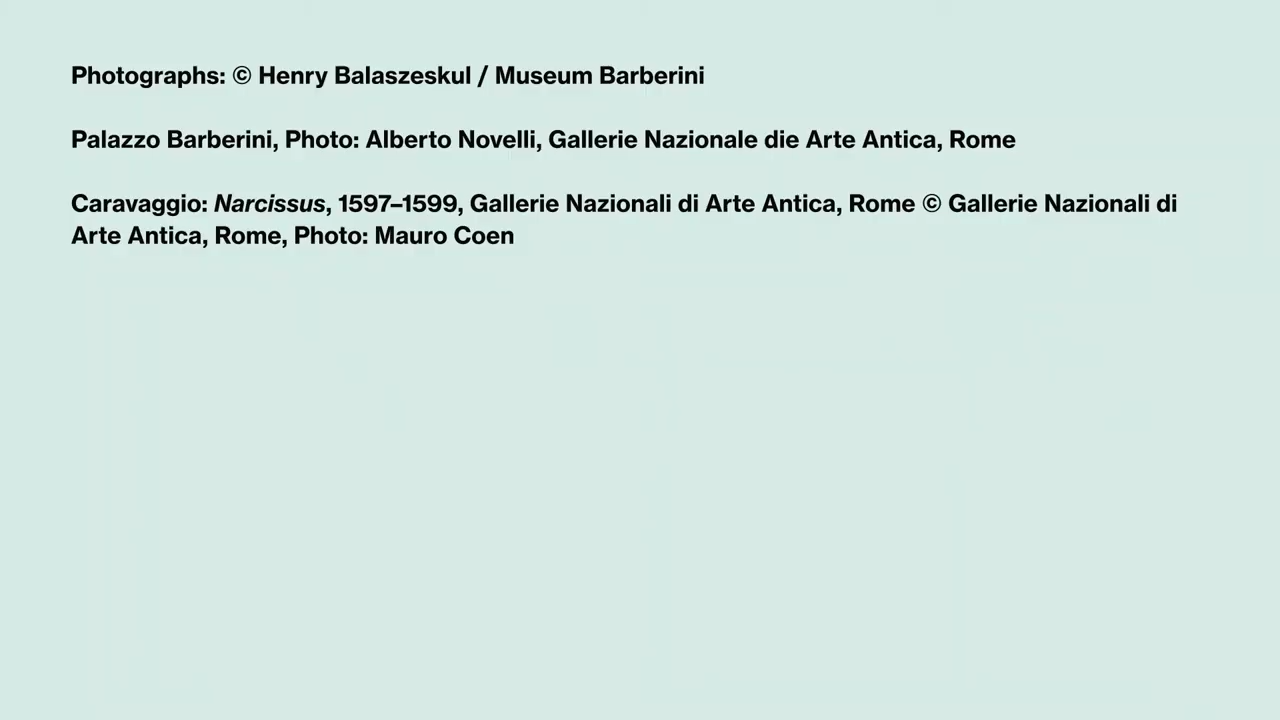 Photographs: © Henry Balaszeskul / Museum Barberini
Palazzo Barberini, Photo: Alberto Novelli, Gallerie Nazionale die Arte Antica, Rome
Caravaggio: Narcissus, 1597–1599, Gallerie Nazionali di Arte Antica, Rome © Gallerie Nazionali di
Arte Antica, Rome, Photo: Mauro Coen